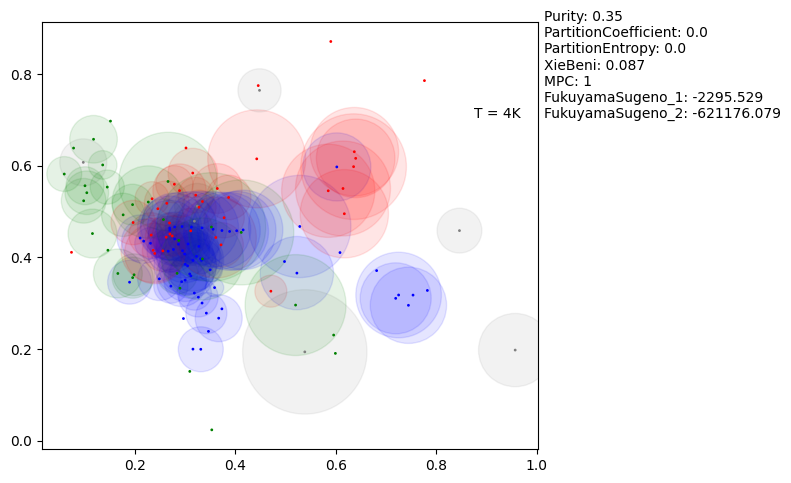 Purity: 0.35
PartitionCoefficient: 0.0
PartitionEntropy: 0.0
XieBeni: 0.087
MPC: 1
FukuyamaSugeno_1: -2295.529
FukuyamaSugeno_2: -621176.079
T = 4K
0.8
0.6
0.4
0.2
0.0
0.2
0.4
0.6
0.8
1.0